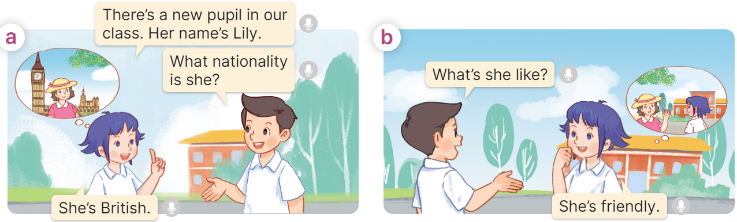 a
There's a new pupil in our
class. Her name's Lily.
What nationality
is she?
She's British.
b
What's she like?
She's friendly.